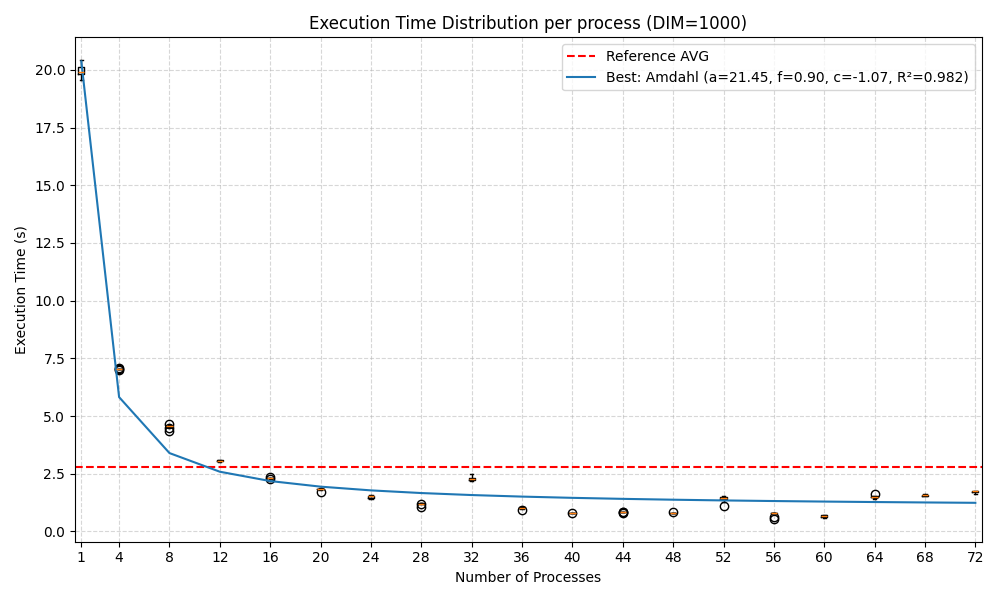 Execution Time Distribution per process (DIM=1000)
Reference AVG
Best: Amdahl (a=21.45, f=0.90, c=-1.07, R²=0.982)
Execution Time (s)
20.0
17.5
15.0
12.5
10.0
7.5
5.0
2.5
0.0
1 4 8 12 16 20 24 28 32 36 40 44 48 52 56 60 64 68 72
Number of Processes